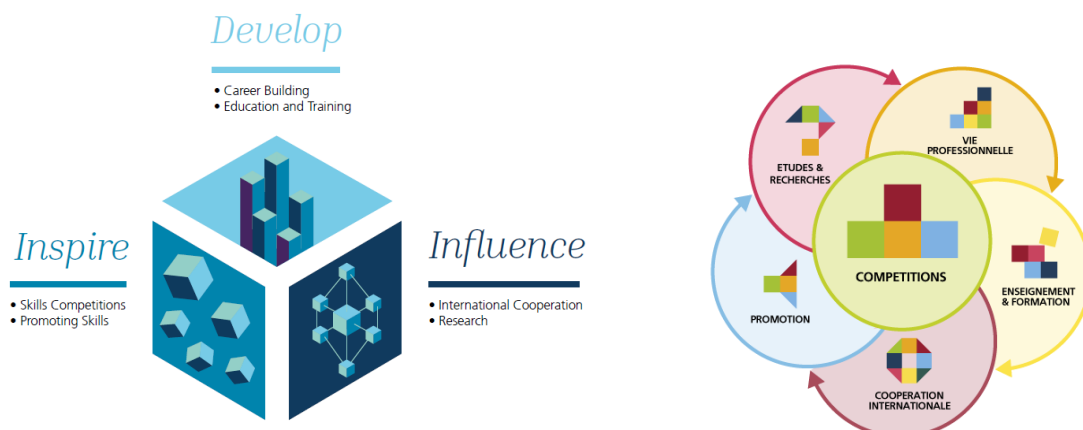 Develop
• Career Building
• Education and Training
Inspire
• Skills Competitions
• Promoting Skills
Influence
• International Cooperation
• Research
ETUDES &
RECHERCHES
VIE
PROFESSIONNELLE
COMPETITIONS
ENSEIGNEMENT
& FORMATION
PROMOTION
COOPERATION
INTERNATIONALE